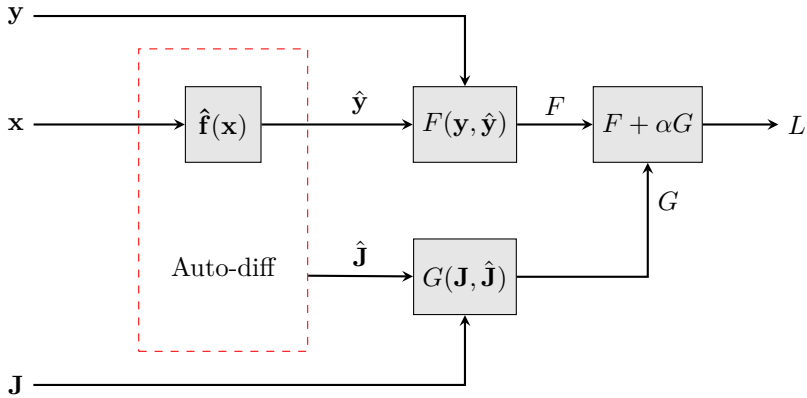 y
ŷ F
x f̂(x) F(y, ŷ) F + αG L
G
Ĵ
Auto-diff G(J, Ĵ)
J